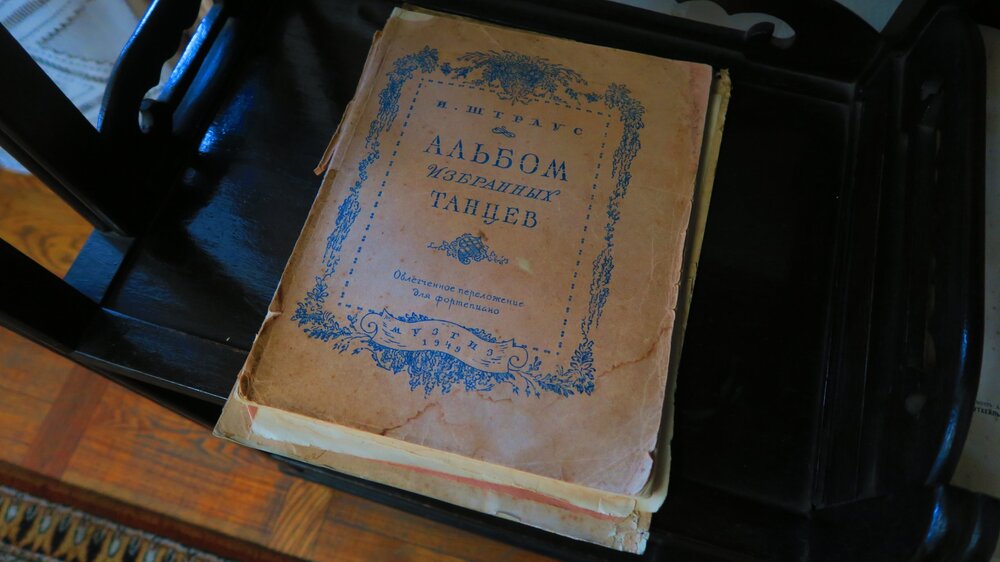 И. ШТРАУС
АЛЬБОМ
ИЗБРАННЫХ
ТАНЦЕВ
Облегченное переложение
для фортепиано
МУЗГИЗ
1949